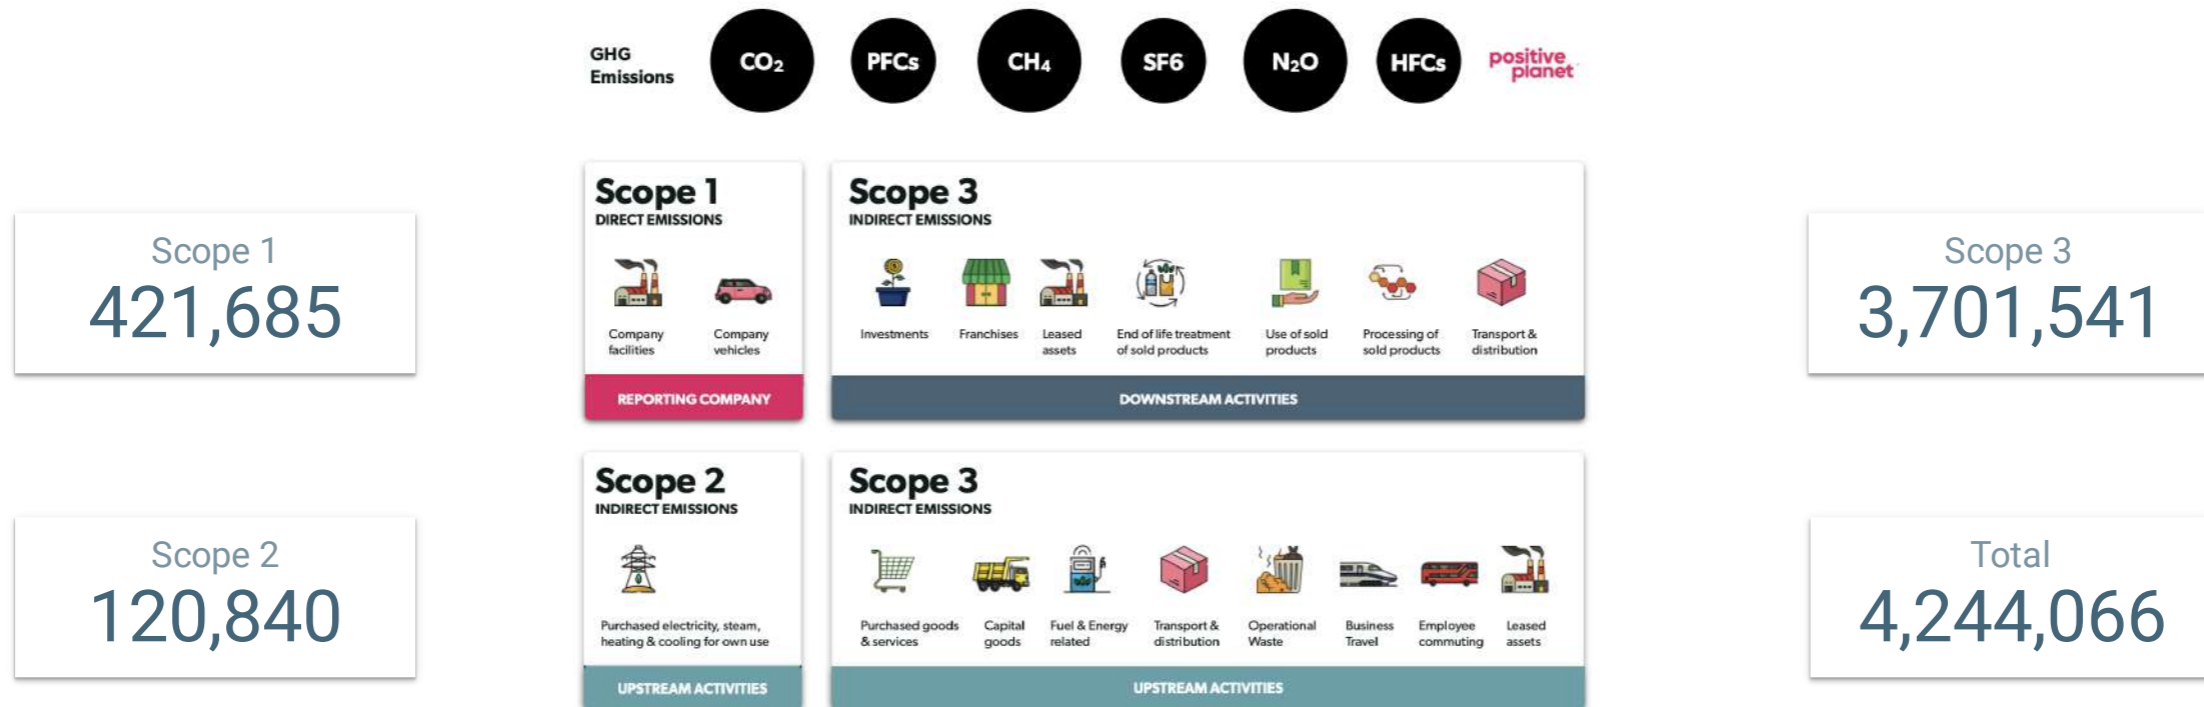 GHG
Emissions
CO₂
PFCs
CH₄
SF6
N₂O
HFCs
positive
planet
Scope 1
421,685
Scope 2
120,840
Scope 1
DIRECT EMISSIONS
Company
facilities
Company
vehicles
REPORTING COMPANY
Scope 3
INDIRECT EMISSIONS
Investments
Franchises
Leased
assets
End of life treatment
of sold products
Use of sold
products
Processing of
sold products
Transport &
distribution
DOWNSTREAM ACTIVITIES
Scope 2
INDIRECT EMISSIONS
Purchased electricity, steam,
heating & cooling for own use
UPSTREAM ACTIVITIES
Scope 3
INDIRECT EMISSIONS
Purchased goods
& services
Capital
goods
Fuel & Energy
related
Transport &
distribution
Operational
Waste
Business
Travel
Employee
commuting
Leased
assets
UPSTREAM ACTIVITIES
Scope 3
3,701,541
Total
4,244,066